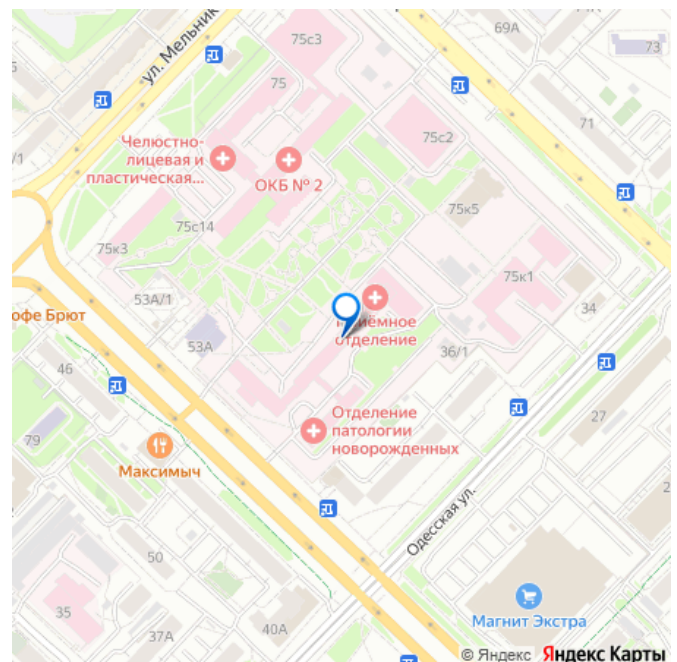 69А
73
75с3
ул. Мельник
75
71
75с2
Челюстно-
лицевая и
пластическая...
ОКБ № 2
/1
75с14
75к5
75к3
75к1
53А/1
34
офе Брют
Приёмное
отделение
53А
36/1
46
Отделение
патологии
новорожденных
27
79
Максимыч
Одесская ул.
50
Магнит Экстра
35
37А
40А
© Яндекс Яндекс Карты